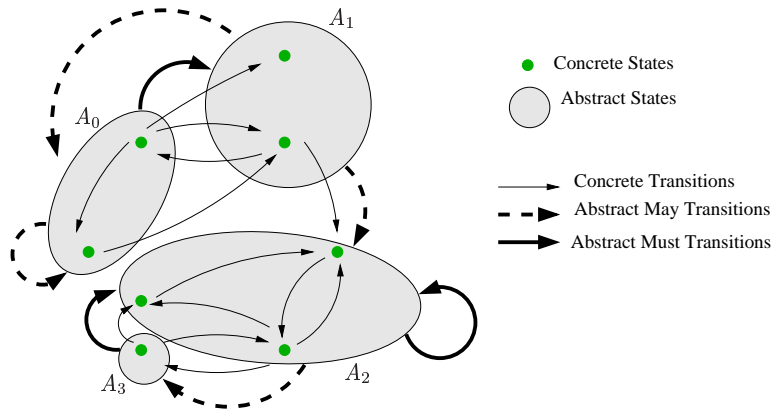 A₁
Concrete States
Abstract States
A₀
Concrete Transitions
Abstract May Transitions
Abstract Must Transitions
A₂
A₃